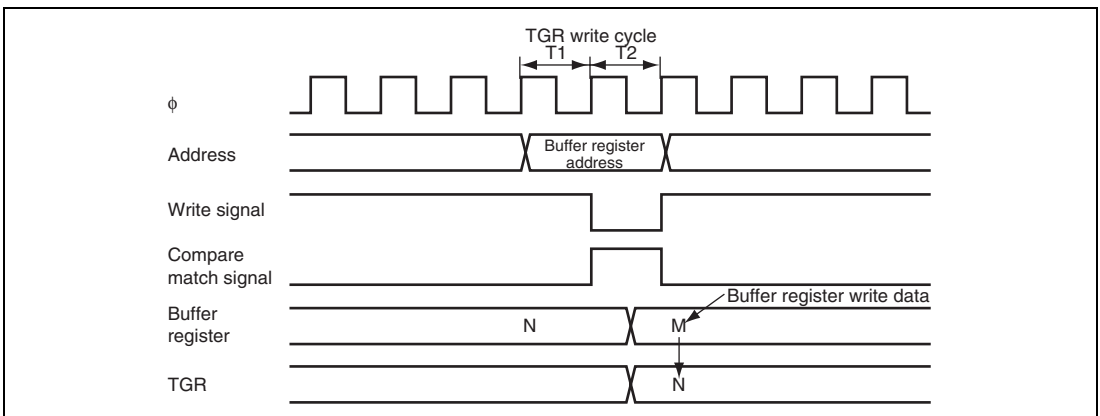 TGR write cycle
T1 T2
ϕ
Address
Buffer register
address
Write signal
Compare
match signal
Buffer register write data
Buffer
register
N M
TGR
N